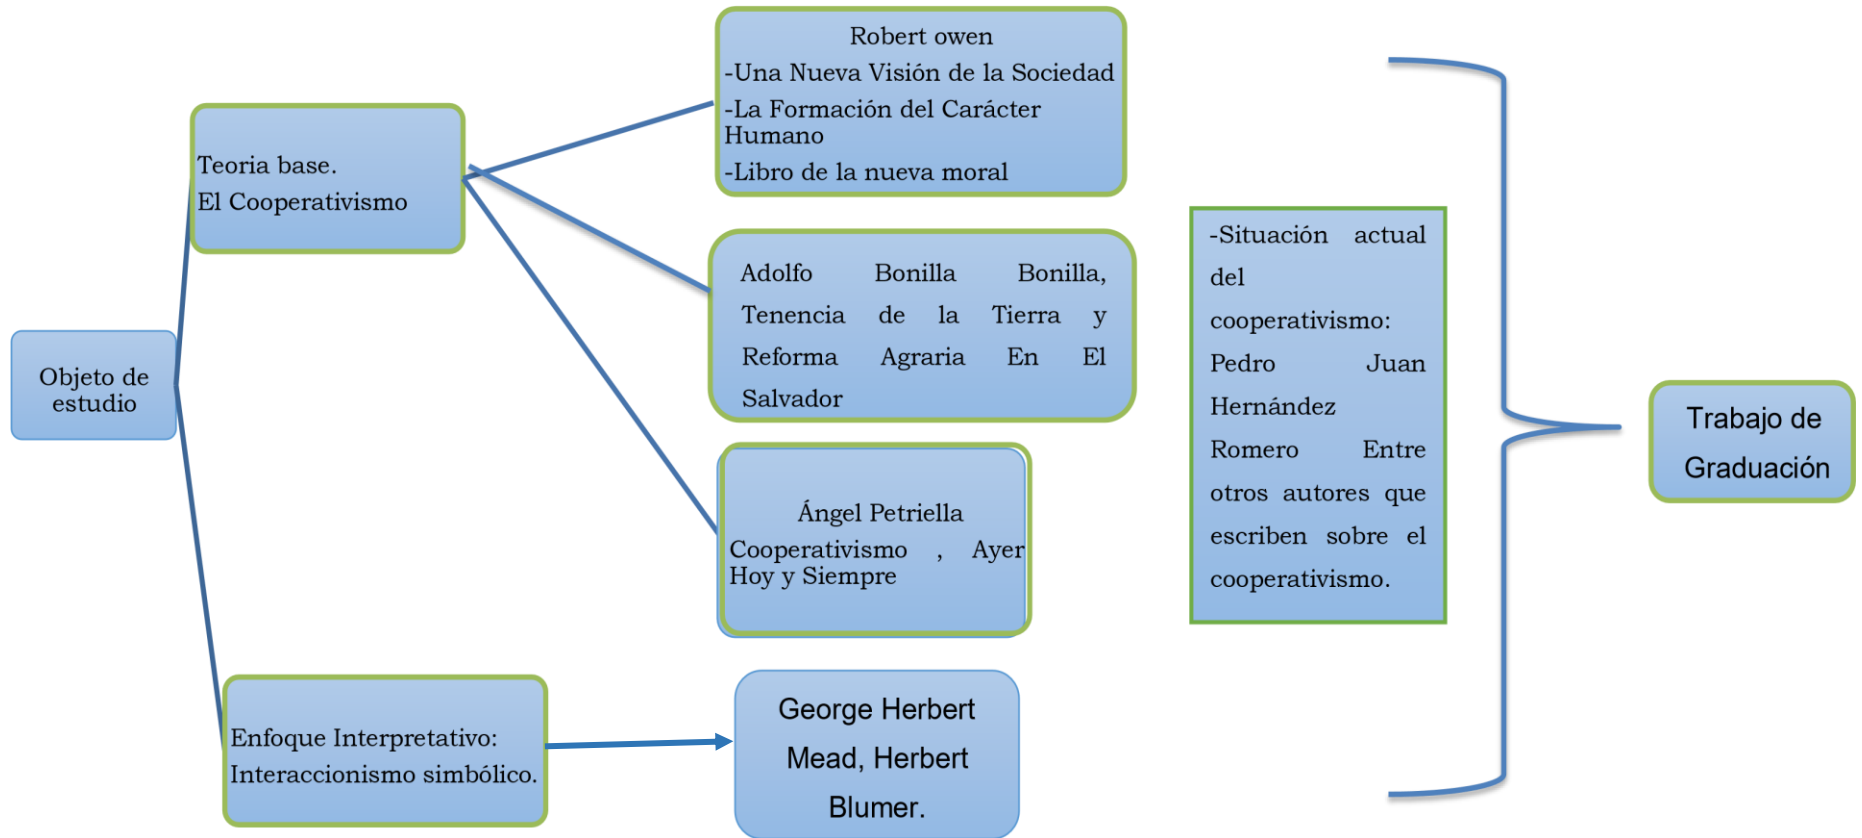 Objeto de
estudio
Teoria base.
El Cooperativismo
Enfoque Interpretativo:
Interaccionismo simbólico.
Robert owen
-Una Nueva Visión de la Sociedad
-La Formación del Carácter
Humano
-Libro de la nueva moral
Adolfo Bonilla Bonilla,
Tenencia de la Tierra y
Reforma Agraria En El
Salvador
Ángel Petriella
Cooperativismo , Ayer
Hoy y Siempre
George Herbert
Mead, Herbert
Blumer.
-Situación actual
del
cooperativismo:
Pedro Juan
Hernández
Romero Entre
otros autores que
escriben sobre el
cooperativismo.
Trabajo de
Graduación